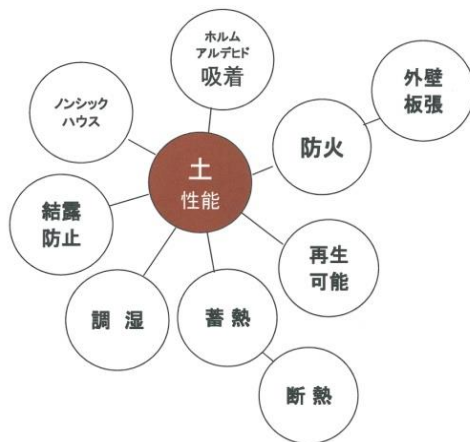 ホルム
アルデヒド
吸着
外壁
板張
ノンシック
ハウス
防火
土
性能
結露
防止
再生
可能
調湿
蓄熱
断熱